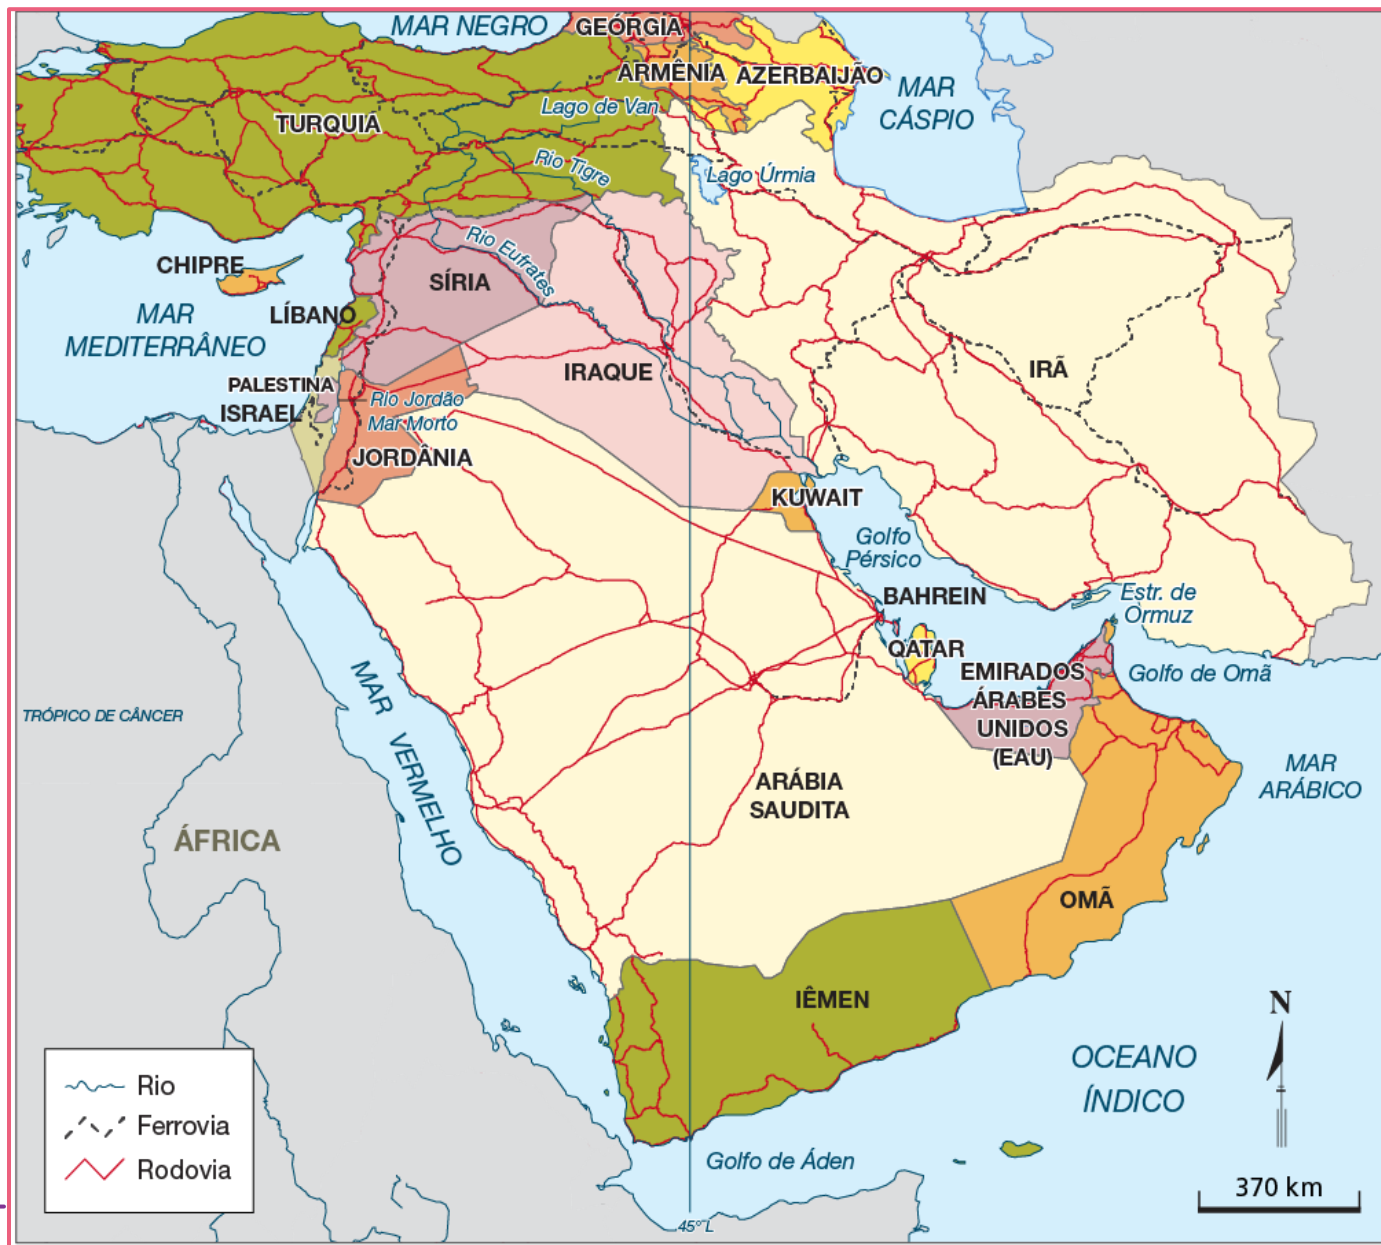 MAR NEGRO
GEÓRGIA
ARMÊNIA
AZERBAIJÃO
MAR
CÁSPIO
Lago de Van
TURQUIA
Rio Tigre
Lago Úrmia
Rio Eufrates
CHIPRE
SÍRIA
LÍBANO
MAR
MEDITERRÂNEO
IRAQUE
IRÃ
PALESTINA
ISRAEL
Rio Jordão
Mar Morto
JORDÂNIA
KUWAIT
Golfo
Pérsico
BAHREIN
Estr. de
Ormuz
QATAR
EMIRADOS
ÁRABES
UNIDOS
(EAU)
Golfo de Omã
MAR VERMELHO
TRÓPICO DE CÂNCER
ARÁBIA
SAUDITA
MAR
ARÁBICO
ÁFRICA
OMÃ
IÊMEN
N
OCEANO
ÍNDICO
Rio
Ferrovia
Rodovia
Golfo de Áden
370 km
45° L